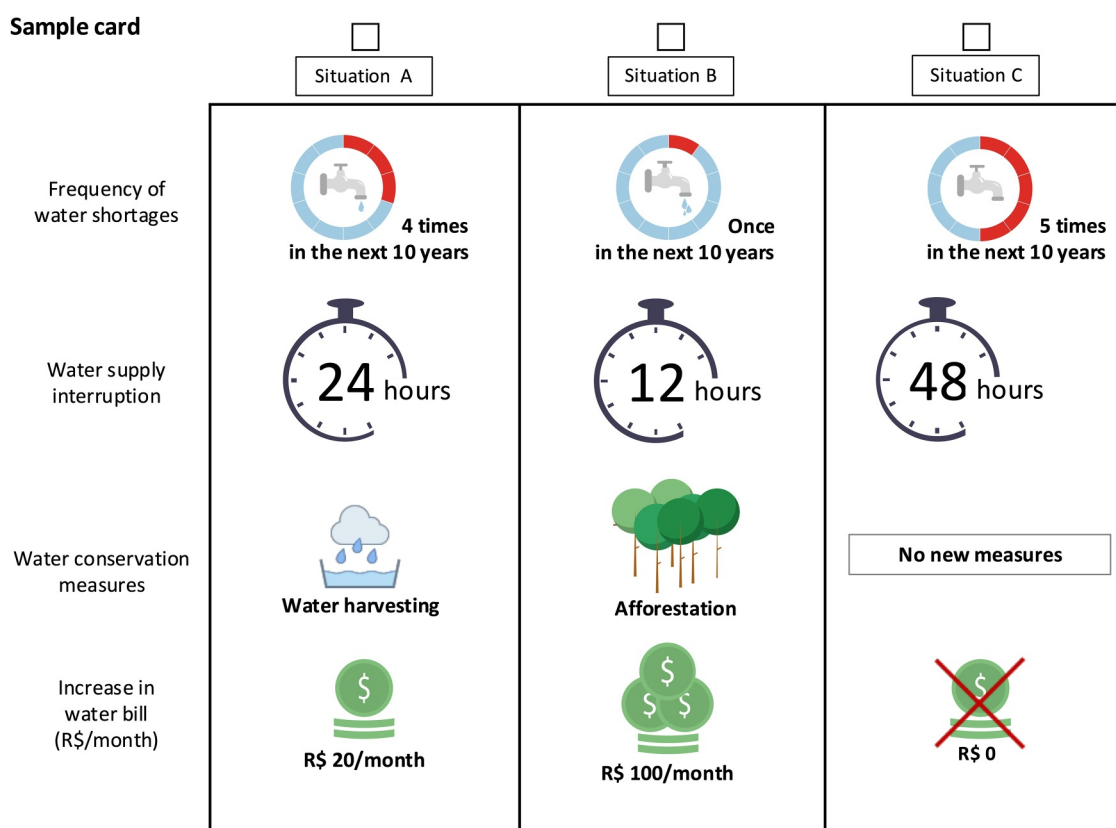 Sample card
Situation A
Situation B
Situation C
Frequency of
water shortages
4 times
in the next 10 years
Once
in the next 10 years
5 times
in the next 10 years
Water supply
interruption
24 hours
12 hours
48 hours
Water conservation
measures
Water harvesting
Afforestation
No new measures
Increase in
water bill
(R$/month)
$
R$ 20/month
$
$ $
R$ 100/month
$
R$ 0